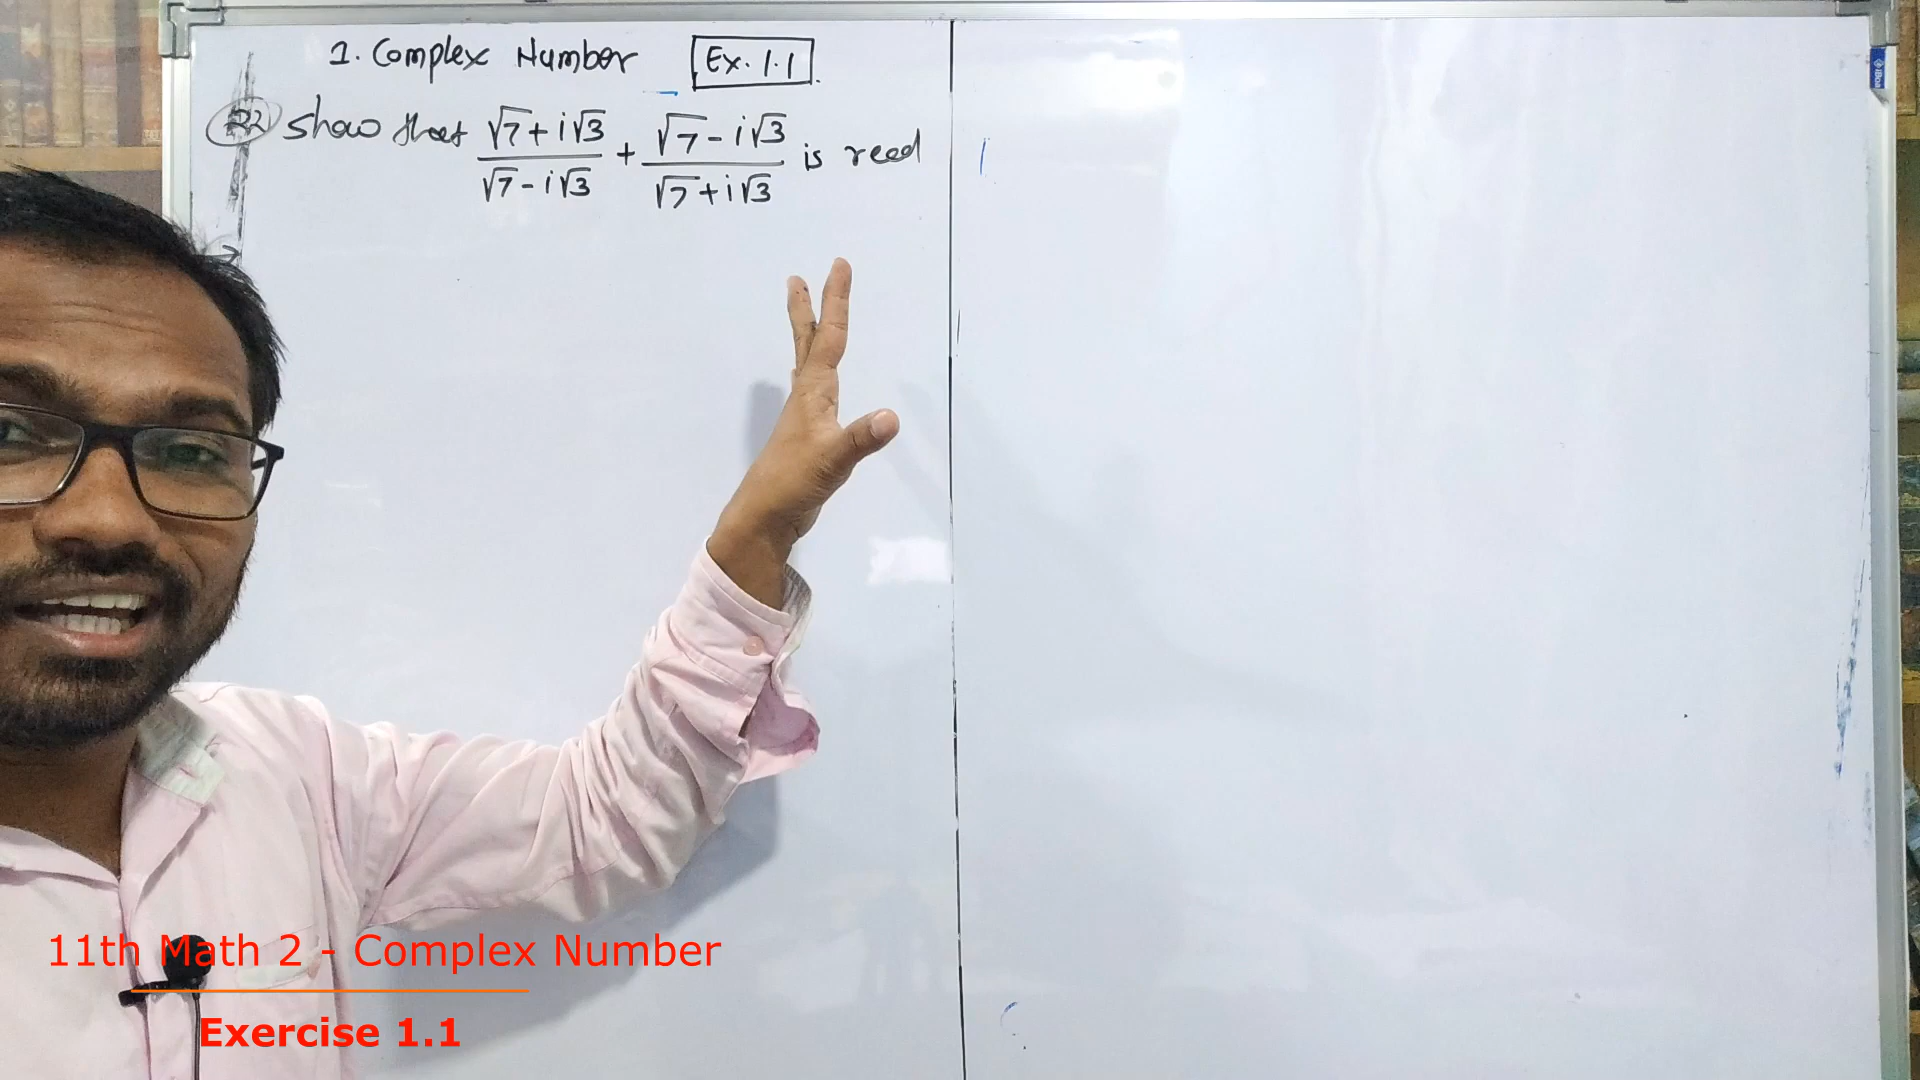 1. Complex Number Ex. 1.1
Show that (√7 + i√3)/(√7 - i√3) + (√7 - i√3)/(√7 + i√3) is real
11th Math 2 - Complex Number
Exercise 1.1